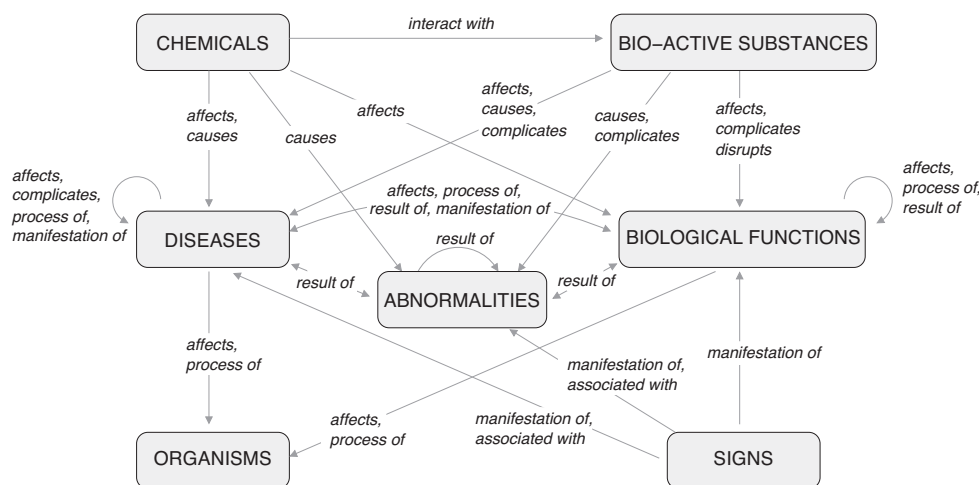 interact with
CHEMICALS
BIO–ACTIVE SUBSTANCES
affects,
causes
causes
affects
affects,
causes,
complicates
causes,
complicates
affects,
complicates
disrupts
affects,
complicates,
process of,
manifestation of
affects, process of,
result of, manifestation of
affects,
process of,
result of
DISEASES
result of
BIOLOGICAL FUNCTIONS
result of
ABNORMALITIES
result of
affects,
process of
manifestation of,
associated with
manifestation of
affects,
process of
manifestation of,
associated with
ORGANISMS
SIGNS